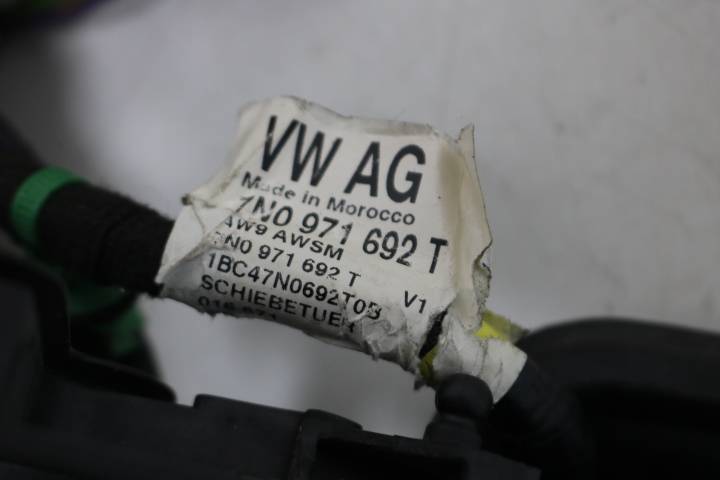 VW AG
Made in Morocco
7N0 971 692 T
AW9 AWSM
7N0 971 692 T V1
1BC47N0692T0B
SCHIEBETUER